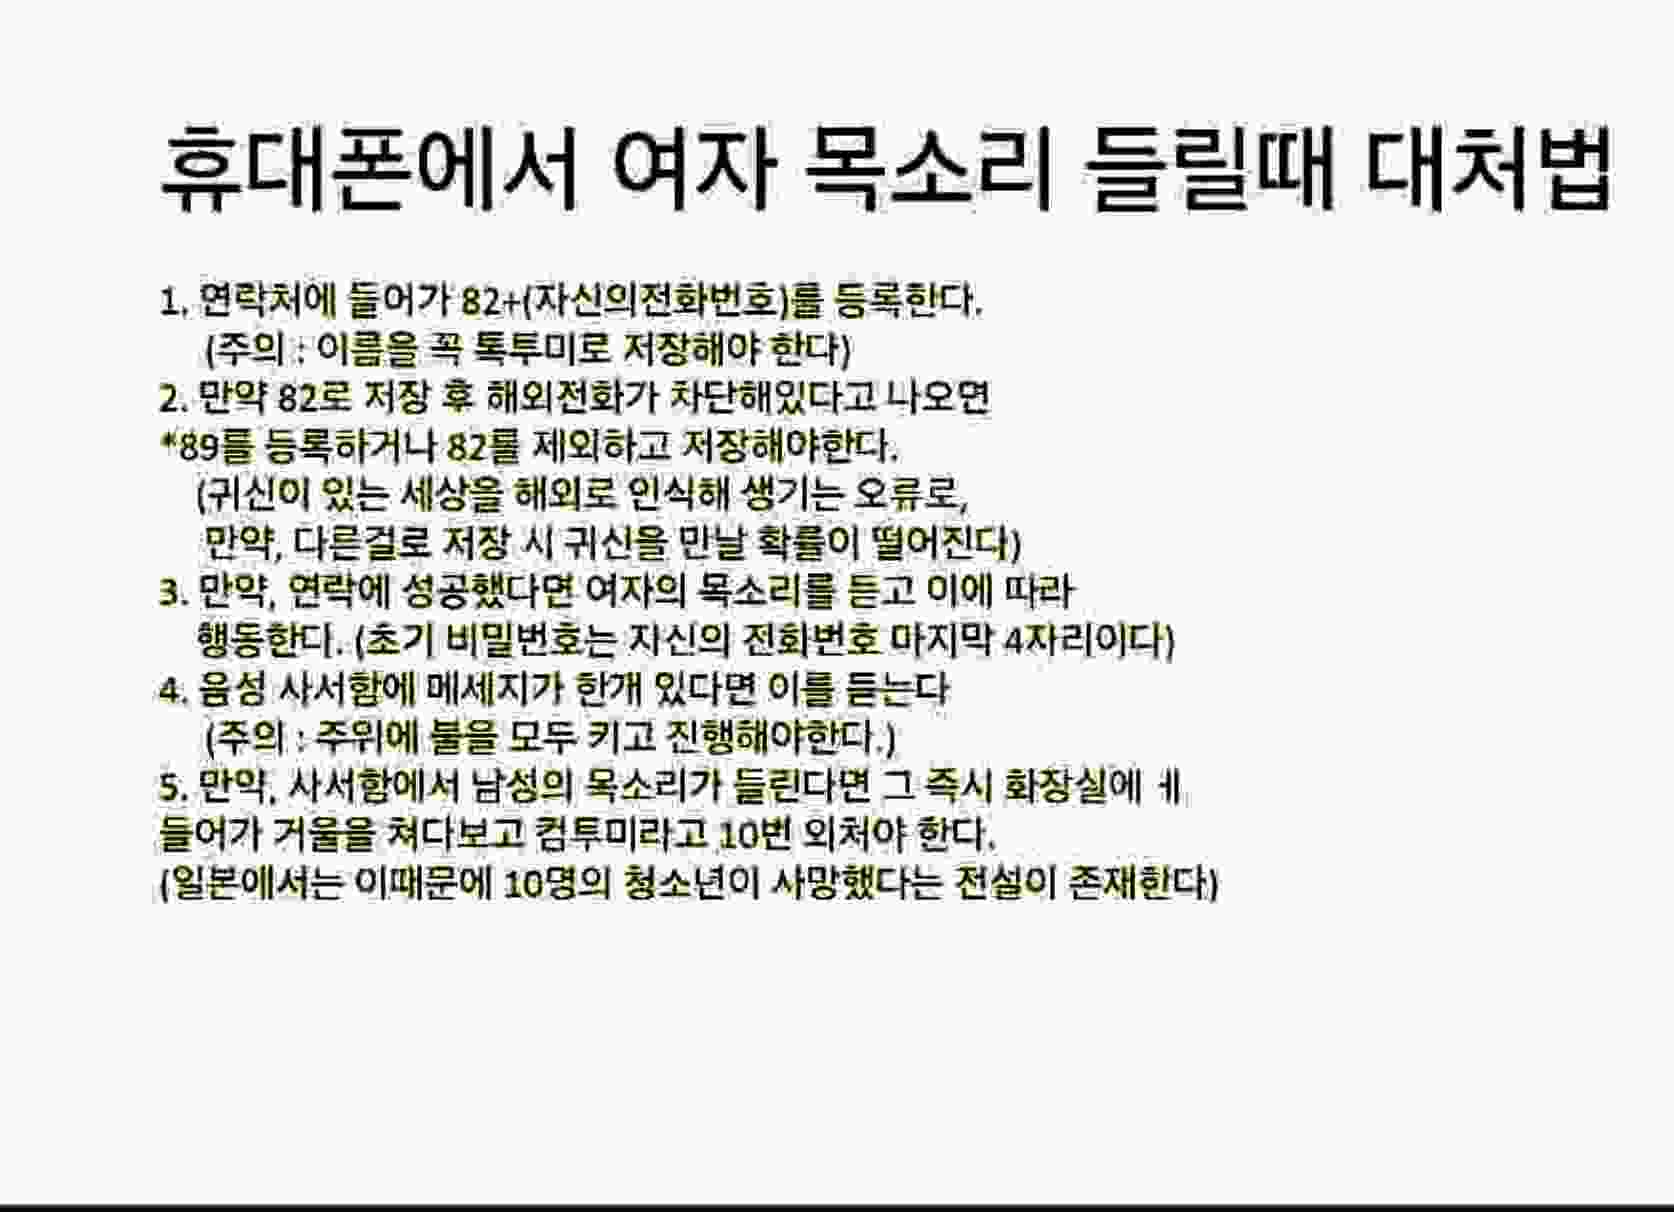 휴대폰에서 여자 목소리 들릴때 대처법
1. 연락처에 들어가 82+(자신의전화번호)를 등록한다.
(주의 : 이름을 꼭 톡투미로 저장해야 한다)
2. 만약 82로 저장 후 해외전화가 차단해있다고 나오면
*89를 등록하거나 82를 제외하고 저장해야한다.
(귀신이 있는 세상을 해외로 인식해 생기는 오류로,
만약, 다른걸로 저장 시 귀신을 만날 확률이 떨어진다)
3. 만약, 연락에 성공했다면 여자의 목소리를 듣고 이에 따라
행동한다. (초기 비밀번호는 자신의 전화번호 마지막 4자리이다)
4. 음성 사서함에 메세지가 한개 있다면 이를 듣는다
(주의 : 주위에 불을 모두 키고 진행해야한다.)
5. 만약, 사서함에서 남성의 목소리가 들린다면 그 즉시 화장실에 ㅔ
들어가 거울을 쳐다보고 컴투미라고 10번 외쳐야 한다.
(일본에서는 이때문에 10명의 청소년이 사망했다는 전설이 존재한다)